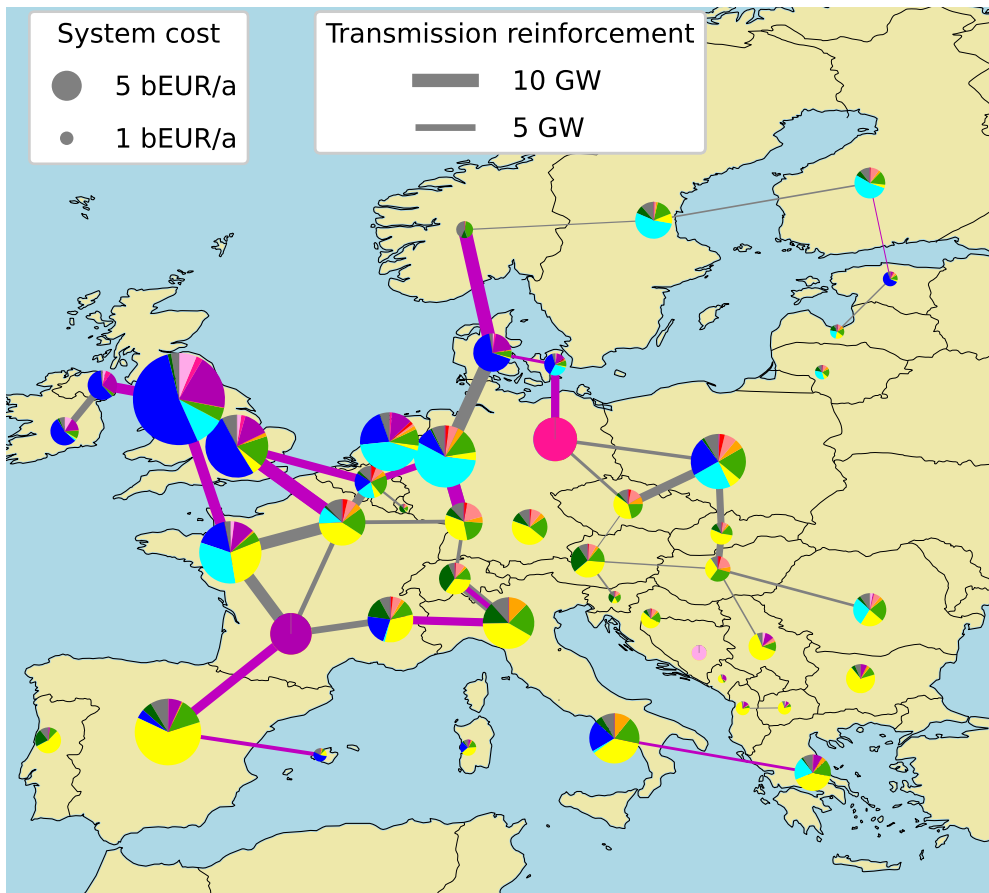 System cost
5 bEUR/a
1 bEUR/a
Transmission reinforcement
10 GW
5 GW